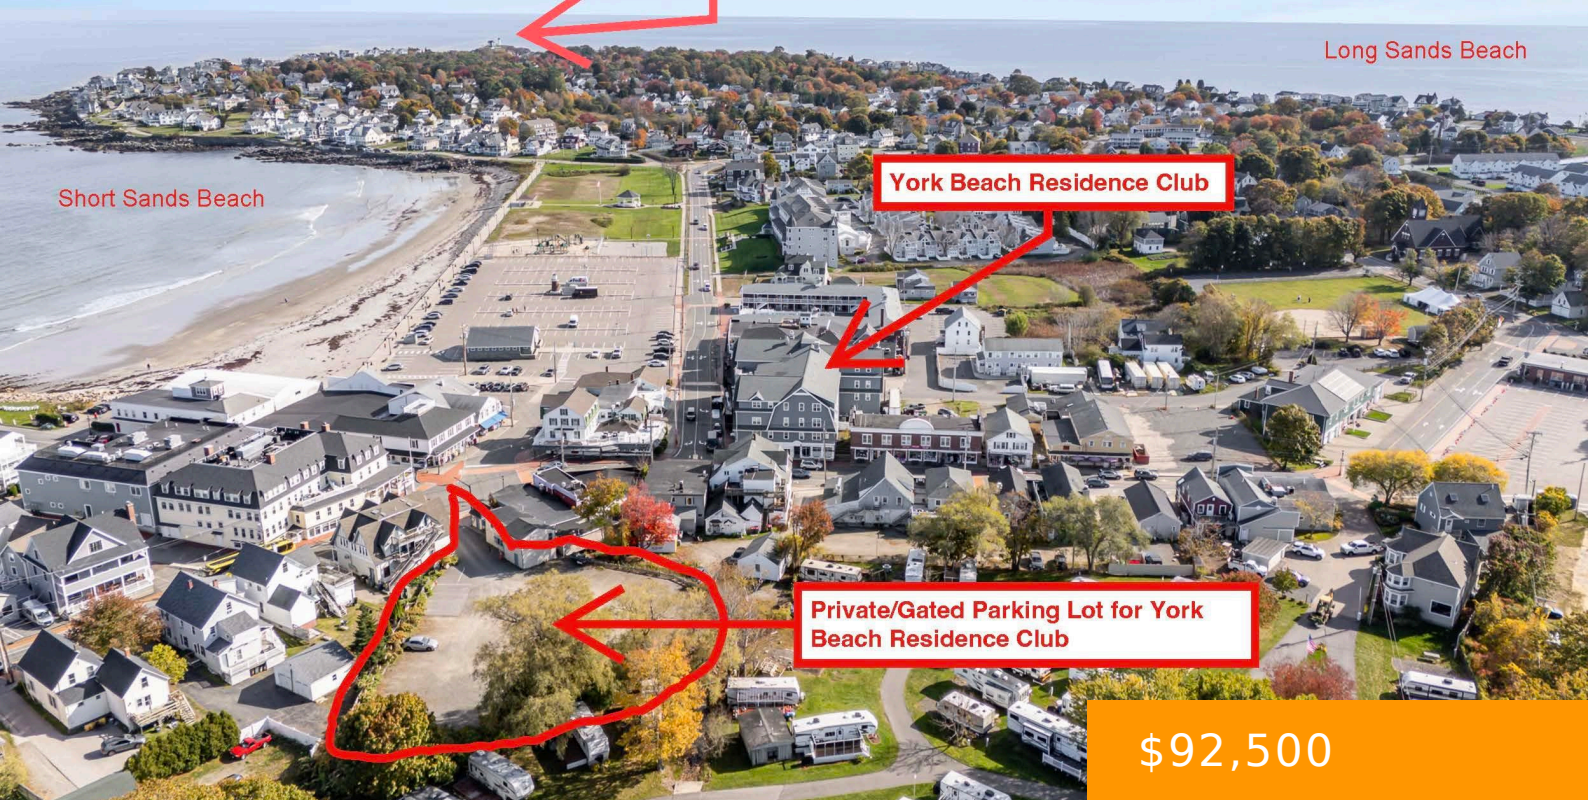 Long Sands Beach
York Beach Residence Club
Short Sands Beach
Private/Gated Parking Lot for York
Beach Residence Club
$92,500